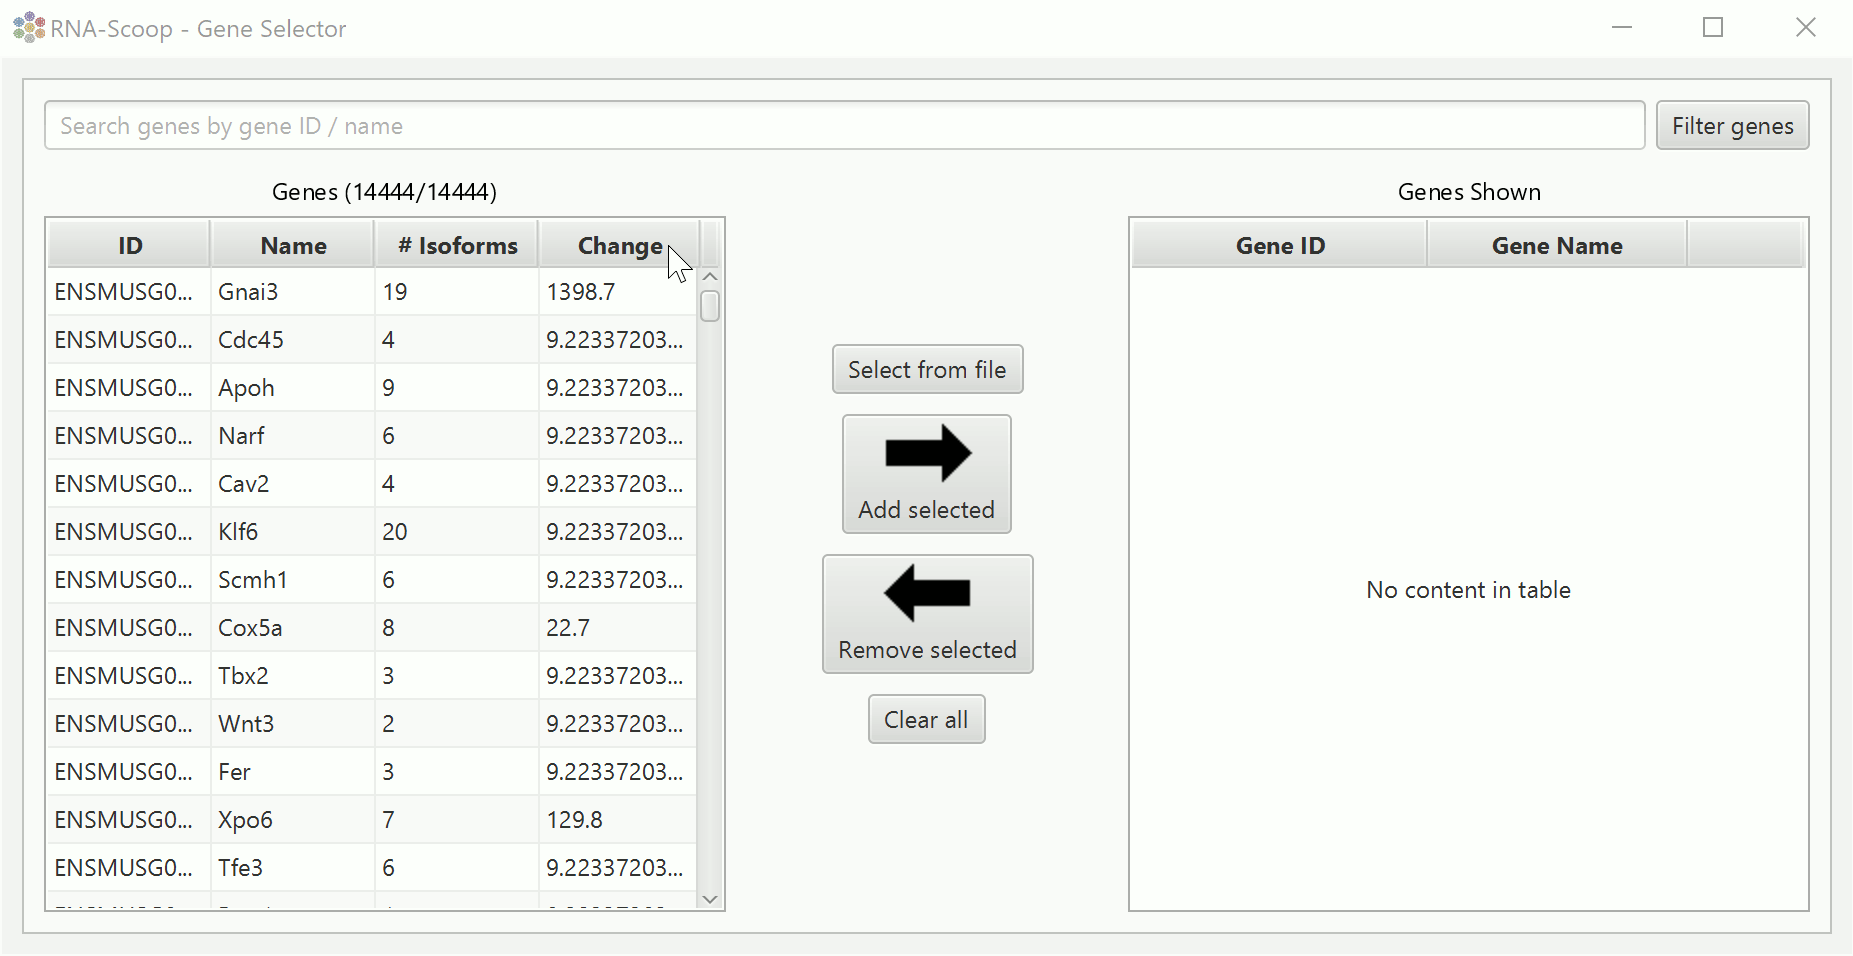 RNA-Scoop - Gene Selector
Search genes by gene ID / name
Filter genes
Genes (14444/14444)
Genes Shown
ID Name # Isoforms Change
Gene ID Gene Name
ENSMUSG0... Gnai3 19 1398.7
ENSMUSG0... Cdc45 4 9.22337203...
ENSMUSG0... Apoh 9 9.22337203...
ENSMUSG0... Narf 6 9.22337203...
ENSMUSG0... Cav2 4 9.22337203...
ENSMUSG0... Klf6 20 9.22337203...
ENSMUSG0... Scmh1 6 9.22337203...
ENSMUSG0... Cox5a 8 22.7
ENSMUSG0... Tbx2 3 9.22337203...
ENSMUSG0... Wnt3 2 9.22337203...
ENSMUSG0... Fer 3 9.22337203...
ENSMUSG0... Xpo6 7 129.8
ENSMUSG0... Tfe3 6 9.22337203...
Select from file
Add selected
Remove selected
Clear all
No content in table